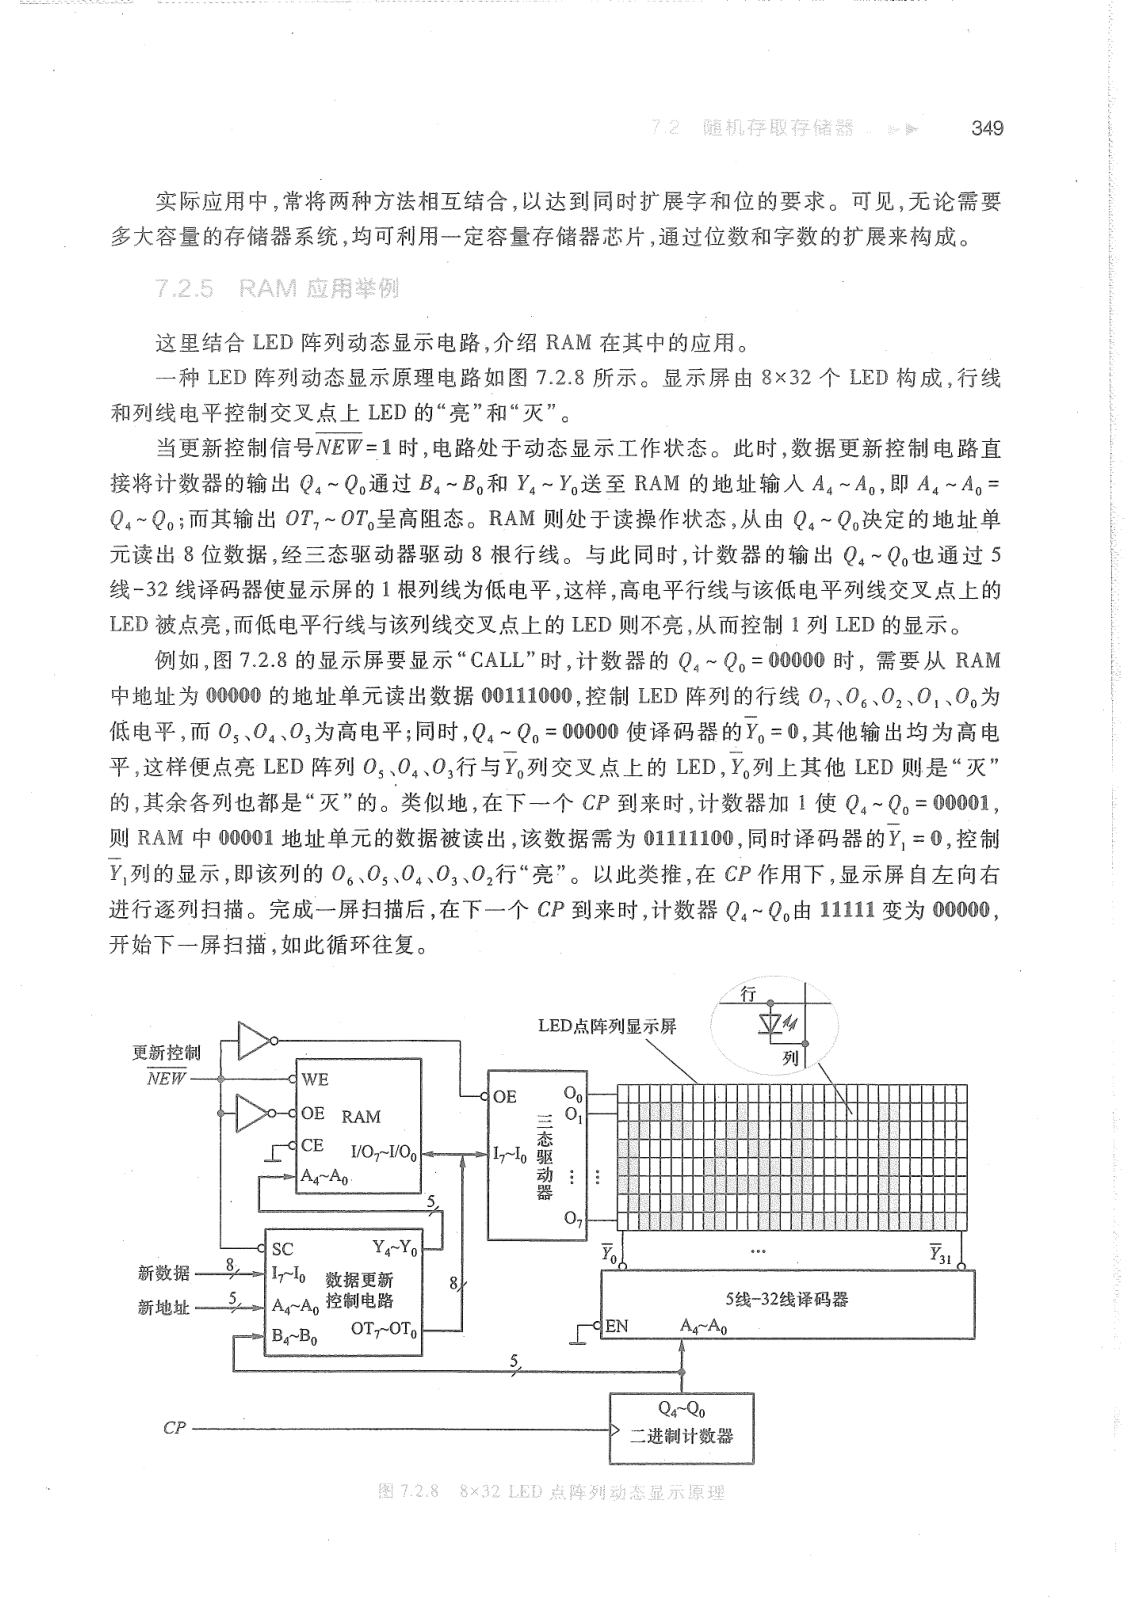 7.2 随机存取存储器 349
实际应用中,常将两种方法相互结合,以达到同时扩展字和位的要求。可见,无论需要
多大容量的存储器系统,均可利用一定容量存储器芯片,通过位数和字数的扩展来构成。
7.2.5 RAM 应用举例
这里结合 LED 阵列动态显示电路,介绍 RAM 在其中的应用。
一种 LED 阵列动态显示原理电路如图 7.2.8 所示。显示屏由 8×32 个 LED 构成,行线
和列线电平控制交叉点上 LED 的“亮”和“灭”。
当更新控制信号N̅E̅W̅=1 时,电路处于动态显示工作状态。此时,数据更新控制电路直
接将计数器的输出 Q₄~Q₀通过 B₄~B₀和 Y₄~Y₀送至 RAM 的地址输入 A₄~A₀,即 A₄~A₀=
Q₄~Q₀;而其输出 OT₇~OT₀呈高阻态。RAM 则处于读操作状态,从由 Q₄~Q₀决定的地址单
元读出 8 位数据,经三态驱动器驱动 8 根行线。与此同时,计数器的输出 Q₄~Q₀也通过 5
线-32 线译码器使显示屏的 1 根列线为低电平,这样,高电平行线与该低电平列线交叉点上的
LED 被点亮,而低电平行线与该列线交叉点上的 LED 则不亮,从而控制 1 列 LED 的显示。
例如,图 7.2.8 的显示屏要显示“CALL”时,计数器的 Q₄~Q₀=00000 时, 需要从 RAM
中地址为 00000 的地址单元读出数据 00111000,控制 LED 阵列的行线 O₇、O₆、O₂、O₁、O₀为
低电平,而 O₅、O₄、O₃为高电平;同时,Q₄~Q₀=00000 使译码器的Y̅₀=0,其他输出均为高电
平,这样便点亮 LED 阵列 O₅、O₄、O₃行与Y̅₀列交叉点上的 LED,Y̅₀列上其他 LED 则是“灭”
的,其余各列也都是“灭”的。类似地,在下一个 CP 到来时,计数器加 1 使 Q₄~Q₀=00001,
则 RAM 中 00001 地址单元的数据被读出,该数据需为 01111100,同时译码器的Y̅₁=0,控制
Y̅₁列的显示,即该列的 O₆、O₅、O₄、O₃、O₂行“亮”。以此类推,在 CP 作用下,显示屏自左向右
进行逐列扫描。完成一屏扫描后,在下一个 CP 到来时,计数器 Q₄~Q₀由 11111 变为 00000,
开始下一屏扫描,如此循环往复。
行
列
LED点阵列显示屏
更新控制
N̅E̅W̅
WE
OE RAM
CE I/O₇~I/O₀
A₄~A₀
5
OE
I₇~I₀
三态驱动器
O₀
O₁
⋮ ⋮
O₇
Y̅₀ … Y̅₃₁
SC Y₄~Y₀
新数据 8 I₇~I₀ 数据更新
新地址 5 A₄~A₀ 控制电路
B₄~B₀ OT₇~OT₀
8
5
5线-32线译码器
EN A₄~A₀
Q₄~Q₀
CP 二进制计数器
图 7.2.8 8×32 LED 点阵列动态显示原理